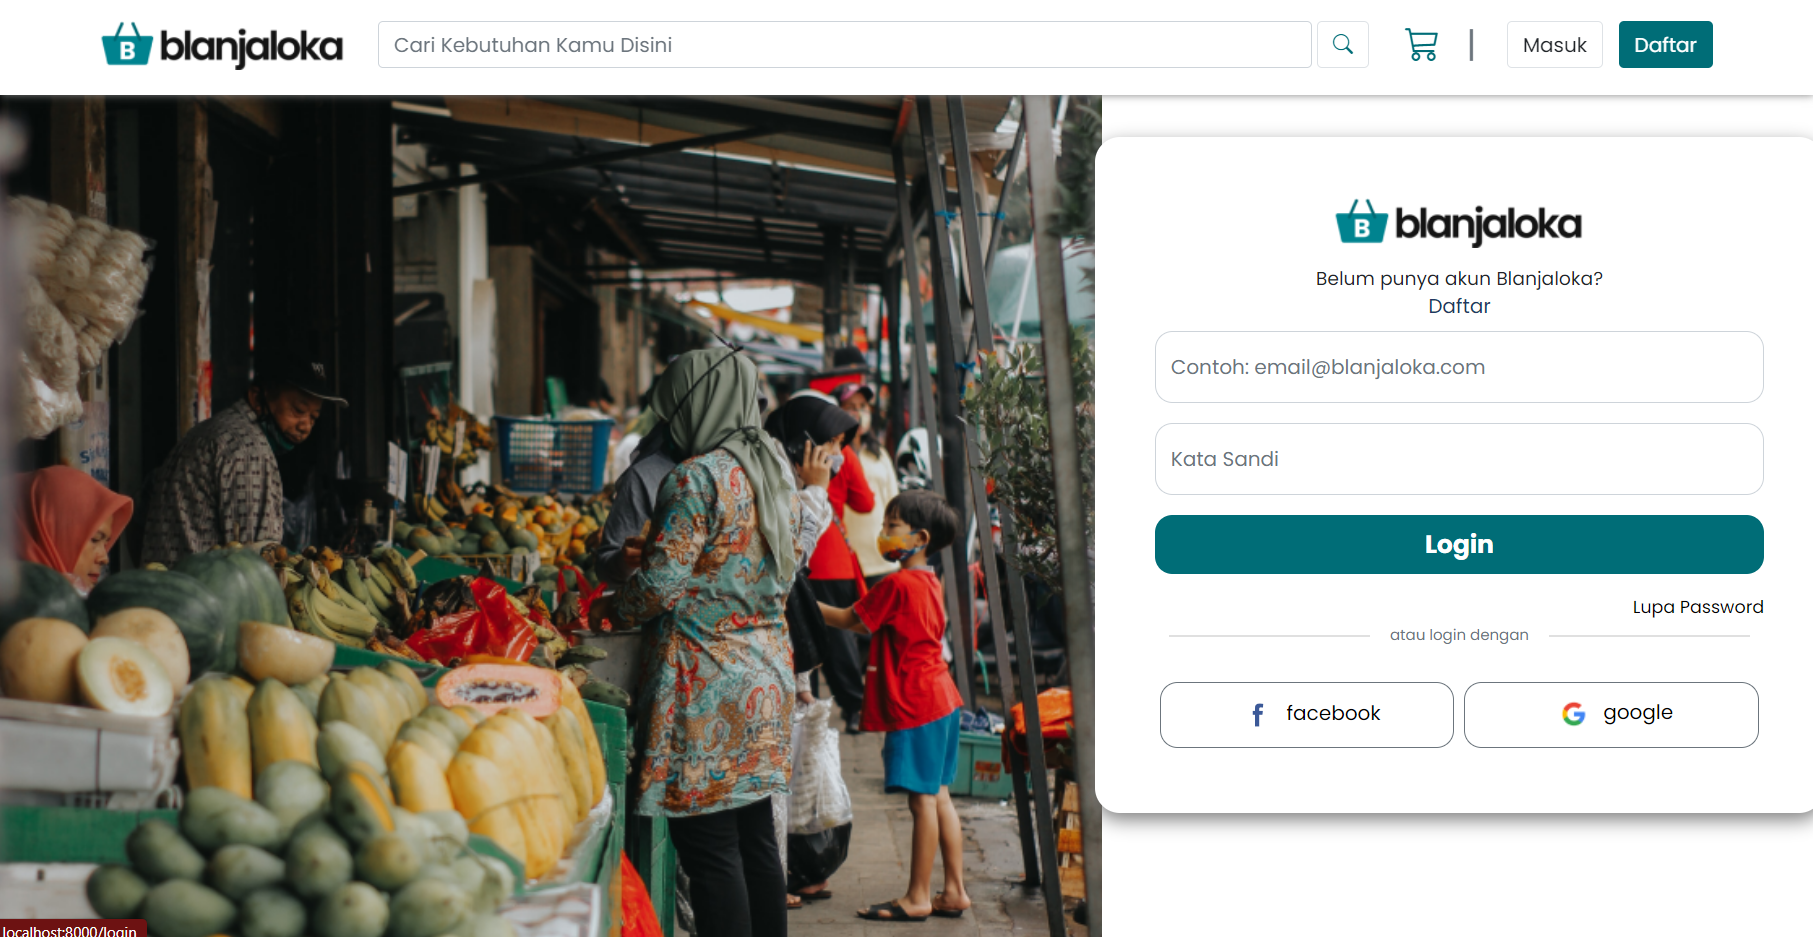 B blanjaloka
Cari Kebutuhan Kamu Disini
Masuk
Daftar
B blanjaloka
Belum punya akun Blanjaloka?
Daftar
Contoh: email@blanjaloka.com
Kata Sandi
Login
Lupa Password
atau login dengan
facebook
google
localhost:8000/login